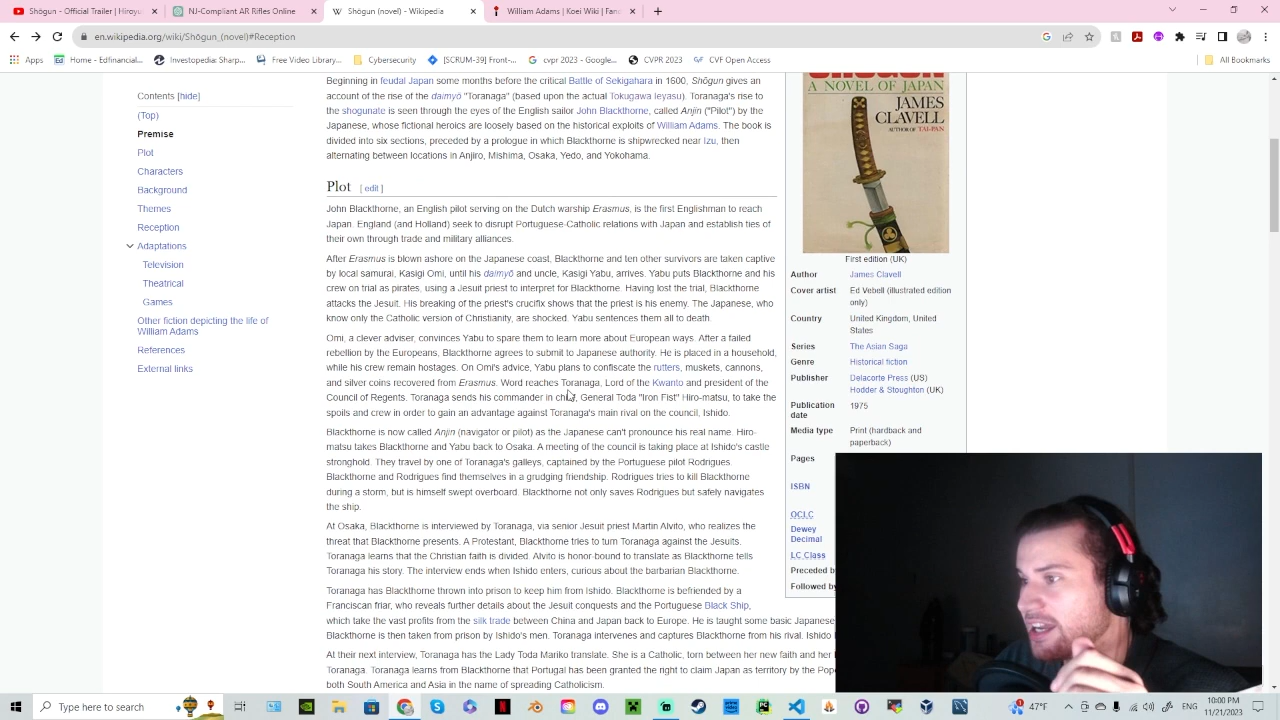 Shōgun - Official Trailer | Hiroyu
NJ-Compliant AR Rifles Online
Shōgun (novel) - Wikipedia
William Adams | Koei Wiki | Fand
en.wikipedia.org/wiki/Shōgun_(novel)#Reception
Apps
Home - Edfinancial...
Investopedia: Sharp...
Free Video Library...
Cybersecurity
[SCRUM-39] Fronti...
cvpr 2023 - Google...
CVPR 2023
CVF Open Access
All Bookmarks
Contents [hide]
(Top)
Premise
Plot
Characters
Background
Themes
Reception
Adaptations
Television
Theatrical
Games
Other fiction depicting the life of
William Adams
References
External links
Beginning in feudal Japan some months before the critical Battle of Sekigahara in 1600, Shōgun gives an
account of the rise of the daimyō "Toranaga" (based upon the actual Tokugawa Ieyasu). Toranaga's rise to
the shogunate is seen through the eyes of the English sailor John Blackthorne, called Anjin ("Pilot") by the
Japanese, whose fictional heroics are loosely based on the historical exploits of William Adams. The book is
divided into six sections, preceded by a prologue in which Blackthorne is shipwrecked near Izu, then
alternating between locations in Anjiro, Mishima, Osaka, Yedo, and Yokohama.
Plot [ edit ]
John Blackthorne, an English pilot serving on the Dutch warship Erasmus, is the first Englishman to reach
Japan. England (and Holland) seek to disrupt Portuguese-Catholic relations with Japan and establish ties of
their own through trade and military alliances.
After Erasmus is blown ashore on the Japanese coast, Blackthorne and ten other survivors are taken captive
by local samurai, Kasigi Omi, until his daimyō and uncle, Kasigi Yabu, arrives. Yabu puts Blackthorne and his
crew on trial as pirates, using a Jesuit priest to interpret for Blackthorne. Having lost the trial, Blackthorne
attacks the Jesuit. His breaking of the priest's crucifix shows that the priest is his enemy. The Japanese, who
know only the Catholic version of Christianity, are shocked. Yabu sentences them all to death.
Omi, a clever adviser, convinces Yabu to spare them to learn more about European ways. After a failed
rebellion by the Europeans, Blackthorne agrees to submit to Japanese authority. He is placed in a household,
while his crew remain hostages. On Omi's advice, Yabu plans to confiscate the rutters, muskets, cannons,
and silver coins recovered from Erasmus. Word reaches Toranaga, Lord of the Kwanto and president of the
Council of Regents. Toranaga sends his commander in chief, General Toda "Iron Fist" Hiro-matsu, to take the
spoils and crew in order to gain an advantage against Toranaga's main rival on the council, Ishido.
Blackthorne is now called Anjin (navigator or pilot) as the Japanese can't pronounce his real name. Hiro-
matsu takes Blackthorne and Yabu back to Osaka. A meeting of the council is taking place at Ishido's castle
stronghold. They travel by one of Toranaga's galleys, captained by the Portuguese pilot Rodrigues.
Blackthorne and Rodrigues find themselves in a grudging friendship. Rodrigues tries to kill Blackthorne
during a storm, but is himself swept overboard. Blackthorne not only saves Rodrigues but safely navigates
the ship.
At Osaka, Blackthorne is interviewed by Toranaga, via senior Jesuit priest Martin Alvito, who realizes the
threat that Blackthorne presents. A Protestant, Blackthorne tries to turn Toranaga against the Jesuits.
Toranaga learns that the Christian faith is divided. Alvito is honor-bound to translate as Blackthorne tells
Toranaga his story. The interview ends when Ishido enters, curious about the barbarian Blackthorne.
Toranaga has Blackthorne thrown into prison to keep him from Ishido. Blackthorne is befriended by a
Franciscan friar, who reveals further details about the Jesuit conquests and the Portuguese Black Ship,
which take the vast profits from the silk trade between China and Japan back to Europe. He is taught some basic Japanese
Blackthorne is then taken from prison by Ishido's men. Toranaga intervenes and captures Blackthorne from his rival. Ishido
At their next interview, Toranaga has the Lady Toda Mariko translate. She is a Catholic, torn between her new faith and her
Toranaga. Toranaga learns from Blackthorne that Portugal has been granted the right to claim Japan as territory by the Pope
both South America and Asia in the name of spreading Catholicism.
A NOVEL OF JAPAN
JAMES
CLAVELL
AUTHOR OF TAI-PAN
First edition (UK)
Author James Clavell
Cover artist Ed Vebell (illustrated edition
only)
Country United Kingdom, United
States
Series The Asian Saga
Genre Historical fiction
Publisher Delacorte Press (US)
Hodder & Stoughton (UK)
Publication 1975
date
Media type Print (hardback and
paperback)
Pages
ISBN
OCLC
Dewey
Decimal
LC Class
Preceded by
Followed by
Type here to search
47°F
10:00 PM
11/21/2023